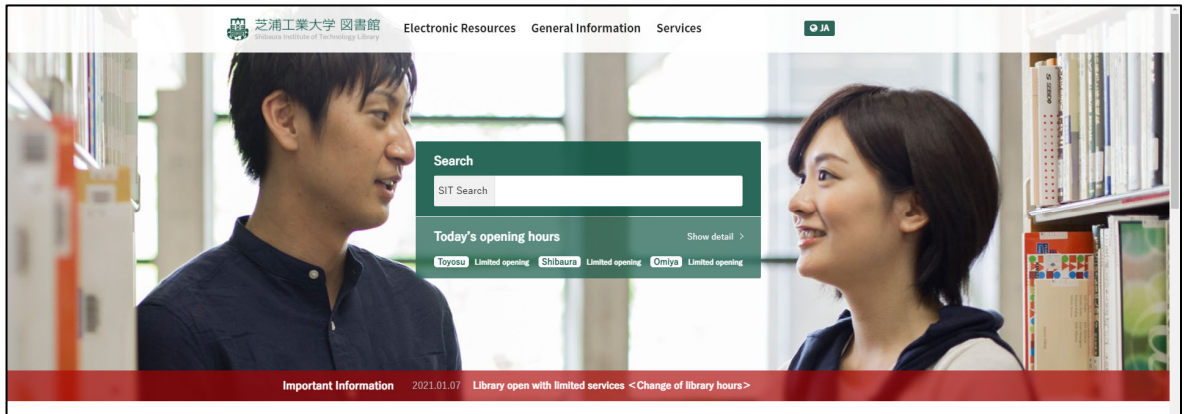 芝浦工業大学 図書館
Shibaura Institute of Technology Library
Electronic Resources General Information Services
JA
Search
SIT Search
Today's opening hours Show detail >
Toyosu Limited opening Shibaura Limited opening Omiya Limited opening
Important Information 2021.01.07 Library open with limited services <Change of library hours>